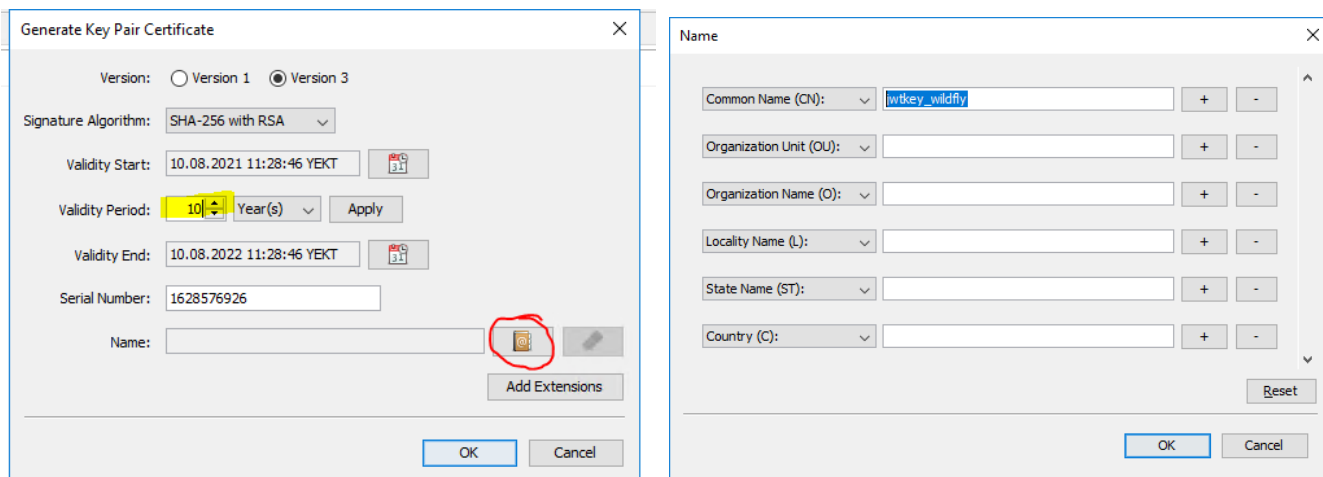 Generate Key Pair Certificate
Version: Version 1 Version 3
Signature Algorithm: SHA-256 with RSA
Validity Start: 10.08.2021 11:28:46 YEKT
31
Validity Period: 10 Year(s) Apply
Validity End: 10.08.2022 11:28:46 YEKT
31
Serial Number: 1628576926
Name:
Add Extensions
OK Cancel
Name
Common Name (CN): jwtkey_wildfly + -
Organization Unit (OU): + -
Organization Name (O): + -
Locality Name (L): + -
State Name (ST): + -
Country (C): + -
Reset
OK Cancel